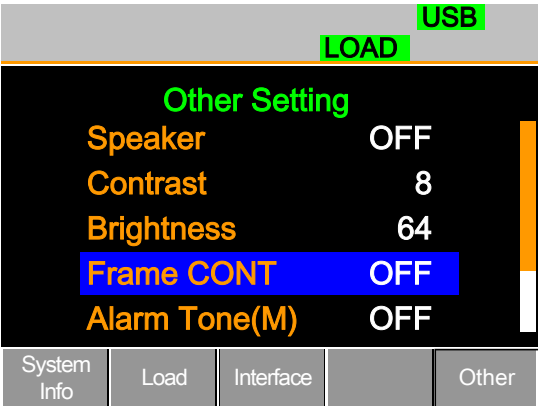 USB
LOAD
Other Setting
Speaker OFF
Contrast 8
Brightness 64
Frame CONT OFF
Alarm Tone(M) OFF
System
Info
Load
Interface
Other